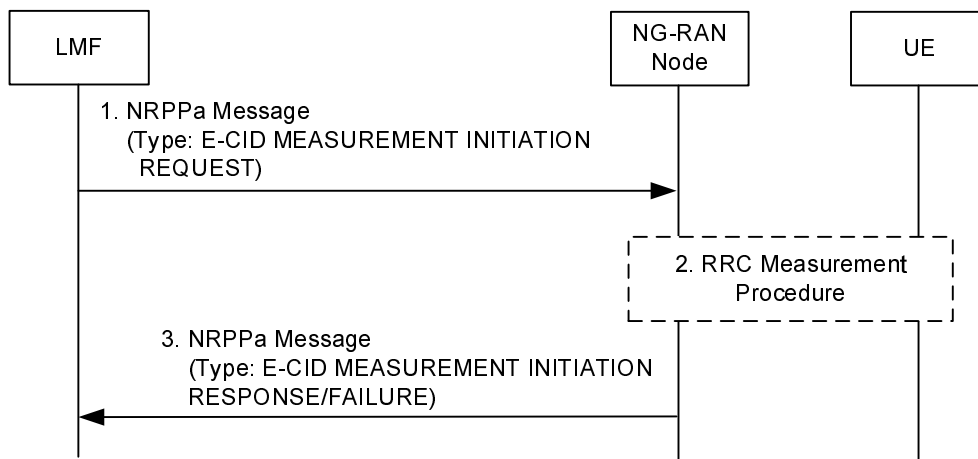 LMF
NG-RAN
Node
UE
1. NRPPa Message
(Type: E-CID MEASUREMENT INITIATION
REQUEST)
2. RRC Measurement
Procedure
3. NRPPa Message
(Type: E-CID MEASUREMENT INITIATION
RESPONSE/FAILURE)